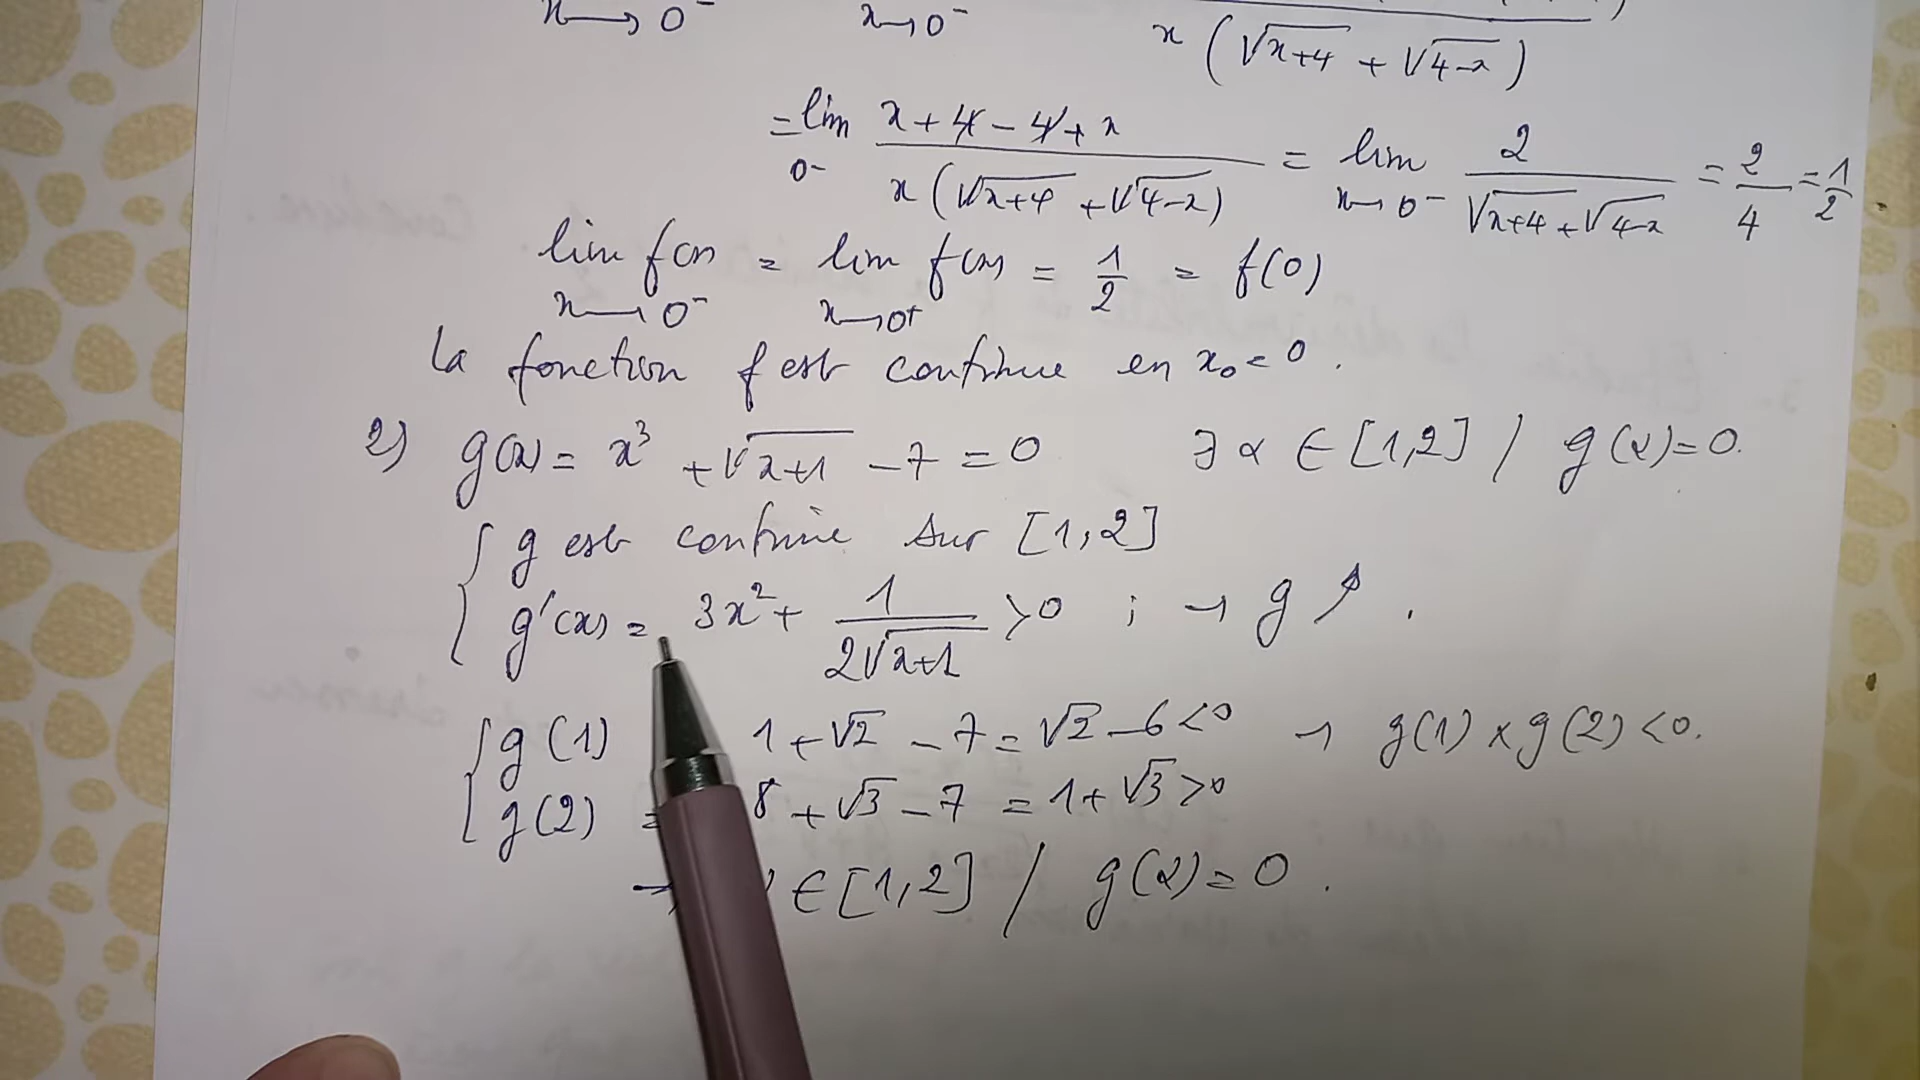 x → 0⁻ x → 0⁻ x(√(x+4) + √(4-x))
= lim 0⁻ (x+4-4+x)/(x(√(x+4) + √(4-x))) = lim x→0⁻ 2/(√(x+4) + √(4-x)) = 2/4 = 1/2 .
lim x→0⁻ f(x) = lim x→0⁺ f(x) = 1/2 = f(0)
la fonction f est continue en x₀ = 0 .
2) g(x) = x³ + √(x+1) - 7 = 0 ∃ α ∈ [1,2] / g(α) = 0.
{ g est continue sur [1,2]
g'(x) = 3x² + 1/(2√(x+1)) > 0 ; → g ↗ .
{ g(1) 1 + √2 - 7 = √2 - 6 < 0 → g(1) × g(2) < 0.
g(2) = 8 + √3 - 7 = 1 + √3 > 0
→ ∈ [1,2] / g(α) = 0 .